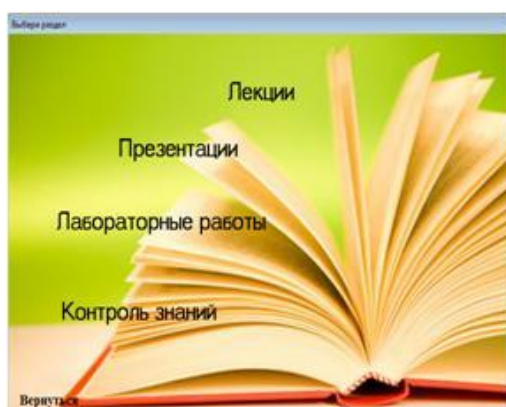 Выбери раздел
Лекции
Презентации
Лабораторные работы
Контроль знаний
Вернуться